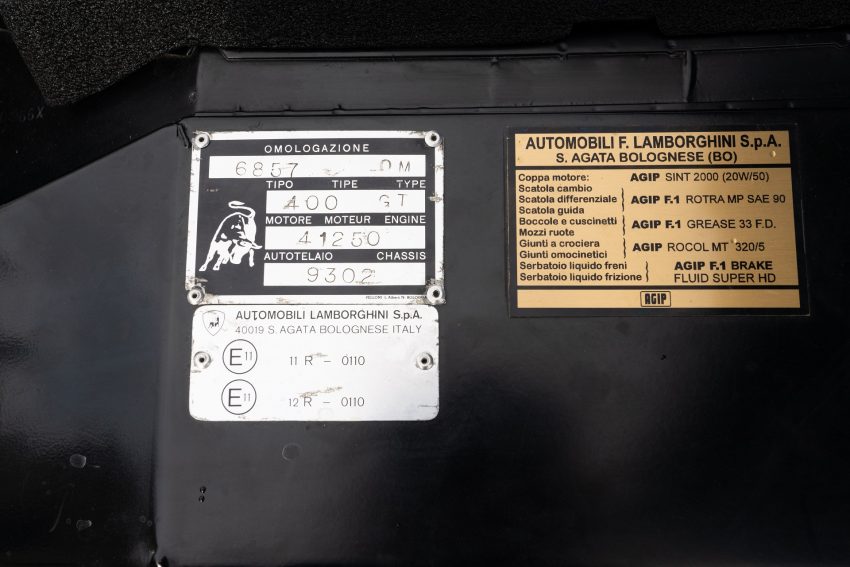 OMOLOGAZIONE
6857 OM
TIPO TIPE TYPE
400 GT
MOTORE MOTEUR ENGINE
41250
AUTOTELAIO CHASSIS
9302
AUTOMOBILI LAMBORGHINI S.p.A.
40019 S. AGATA BOLOGNESE ITALY
E11 11 R - 0110
E11 12 R - 0110
AUTOMOBILI F. LAMBORGHINI S.p.A.
S. AGATA BOLOGNESE (BO)
Coppa motore: AGIP SINT 2000 (20W/50)
Scatola cambio
Scatola differenziale AGIP F.1 ROTRA MP SAE 90
Scatola guida
Boccole e cuscinetti AGIP F.1 GREASE 33 F.D.
Mozzi ruote
Giunti a crociera AGIP ROCOL MT 320/5
Giunti omocinetici
Serbatoio liquido freni AGIP F.1 BRAKE
Serbatoio liquido frizione FLUID SUPER HD
AGIP